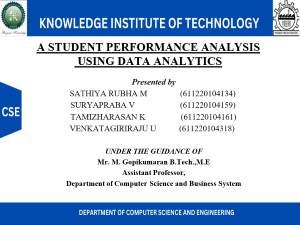 KNOWLEDGE INSTITUTE OF TECHNOLOGY
A STUDENT PERFORMANCE ANALYSIS
USING DATA ANALYTICS
Presented by
SATHIYA RUBHA M (611220104134)
SURYAPRABA V (611220104159)
TAMIZHARASAN K (611220104161)
VENKATAGIRIRAJU U (611220104318)
CSE
UNDER THE GUIDANCE OF
Mr. M. Gopikumaran B.Tech.,M.E
Assistant Professor,
Department of Computer Science and Business System
DEPARTMENT OF COMPUTER SCIENCE AND ENGINEERING